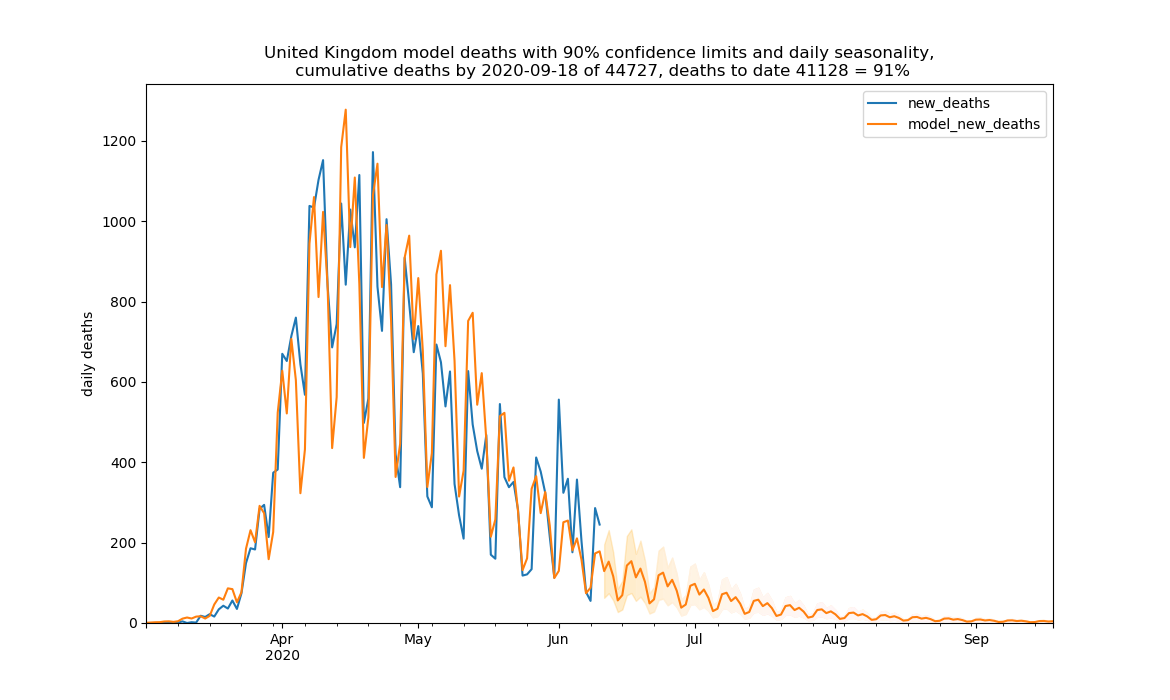 United Kingdom model deaths with 90% confidence limits and daily seasonality,
cumulative deaths by 2020-09-18 of 44727, deaths to date 41128 = 91%
new_deaths
model_new_deaths
daily deaths
1200
1000
800
600
400
200
0
Apr
2020
May
Jun
Jul
Aug
Sep